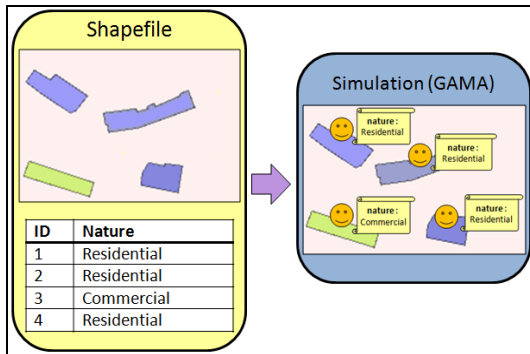 Shapefile
ID Nature
1 Residential
2 Residential
3 Commercial
4 Residential
Simulation (GAMA)
nature:
Residential
nature:
Residential
nature:
Commercial
nature:
Residential